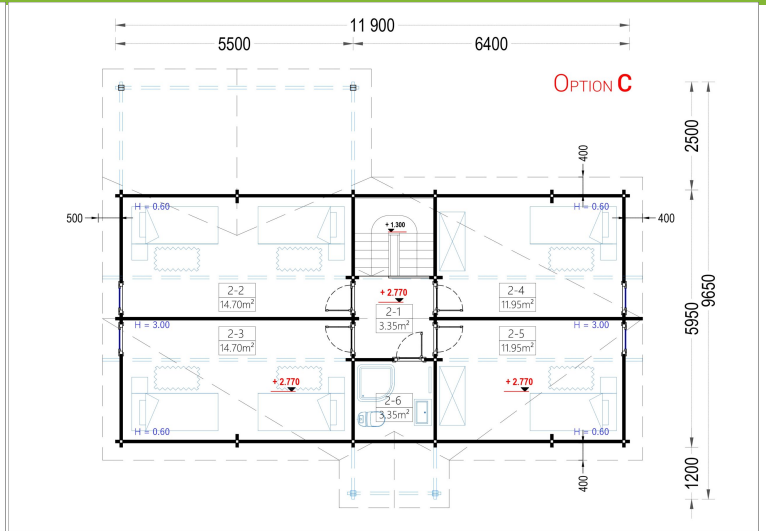 11 900
5500
6400
OPTION C
2500
400
H = 0.60
H = 0.60
500
400
+ 1.300
2-2
14.70m²
+ 2.770
2-1
3.35m²
2-4
11.95m²
9650
5950
H = 3.00
H = 3.00
2-3
14.70m²
2-5
11.95m²
+ 2.770
+ 2.770
2-6
3.35m²
H = 0.60
H = 0.60
400
1200